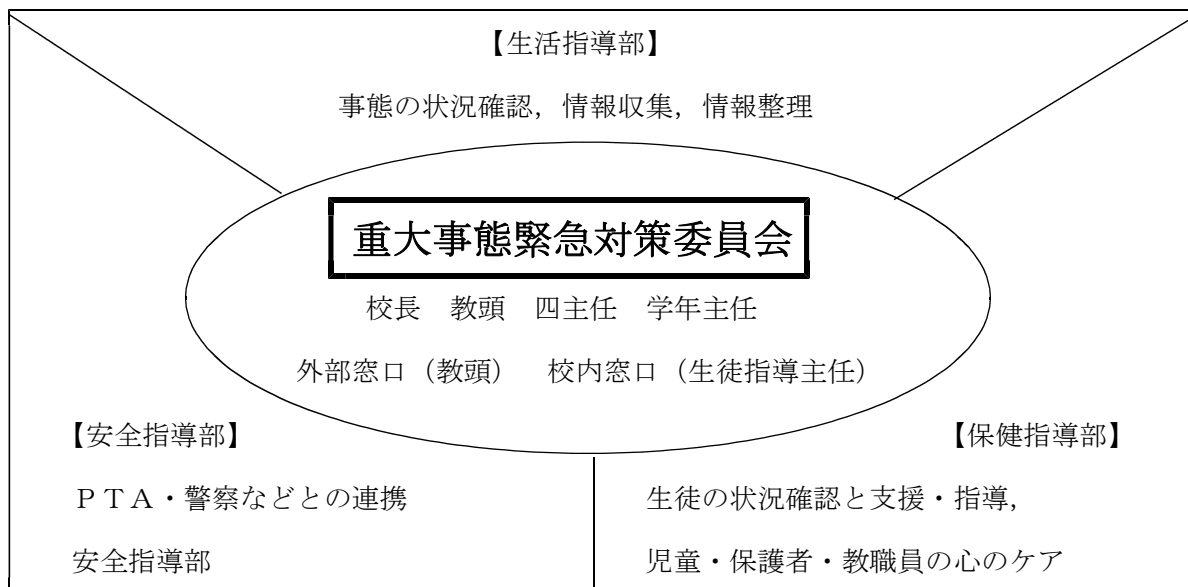 【生活指導部】
事態の状況確認，情報収集，情報整理
重大事態緊急対策委員会
校長　教頭　四主任　学年主任
外部窓口（教頭）　校内窓口（生徒指導主任）
【安全指導部】
ＰＴＡ・警察などとの連携
安全指導部
【保健指導部】
生徒の状況確認と支援・指導，
児童・保護者・教職員の心のケア